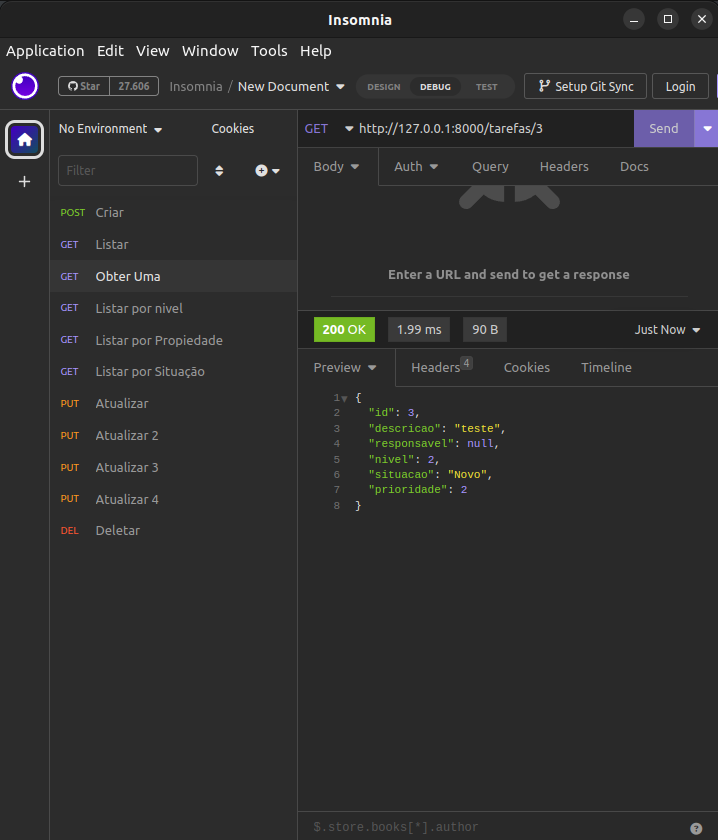 Insomnia
Application Edit View Window Tools Help
Star 27.606 Insomnia / New Document DESIGN DEBUG TEST Setup Git Sync Login
No Environment Cookies
GET http://127.0.0.1:8000/tarefas/3 Send
Filter
Body Auth Query Headers Docs
POST Criar
GET Listar
GET Obter Uma
GET Listar por nivel
GET Listar por Propiedade
GET Listar por Situação
PUT Atualizar
PUT Atualizar 2
PUT Atualizar 3
PUT Atualizar 4
DEL Deletar
Enter a URL and send to get a response
200 OK 1.99 ms 90 B Just Now
Preview Headers 4 Cookies Timeline
1 {
2 "id": 3,
3 "descricao": "teste",
4 "responsavel": null,
5 "nivel": 2,
6 "situacao": "Novo",
7 "prioridade": 2
8 }
$.store.books[*].author ?